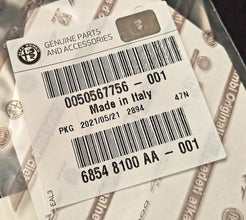 GENUINE PARTS
AND ACCESSORIES
0050567756 - 001
Made in Italy
PKG 2021/05/21 2894 47N
6854 8100 AA - 001
EAL3